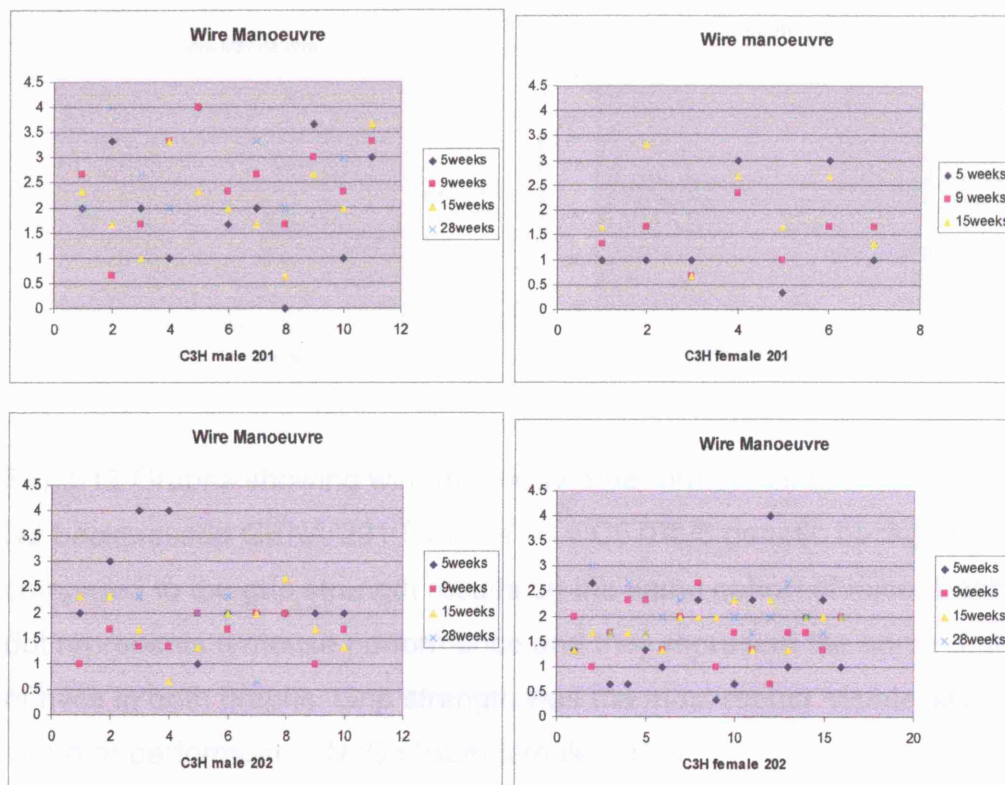 Wire Manoeuvre
4.5
4
3.5
3
2.5
2
1.5
1
0.5
0
0 2 4 6 8 10 12
C3H male 201
5weeks
9weeks
15weeks
28weeks
Wire manoeuvre
4.5
4
3.5
3
2.5
2
1.5
1
0.5
0
0 2 4 6 8
C3H female 201
5 weeks
9 weeks
15weeks
Wire Manoeuvre
4.5
4
3.5
3
2.5
2
1.5
1
0.5
0
0 2 4 6 8 10 12
C3H male 202
5weeks
9weeks
15weeks
28weeks
Wire Manoeuvre
4.5
4
3.5
3
2.5
2
1.5
1
0.5
0
0 5 10 15 20
C3H female 202
5weeks
9weeks
15weeks
28weeks